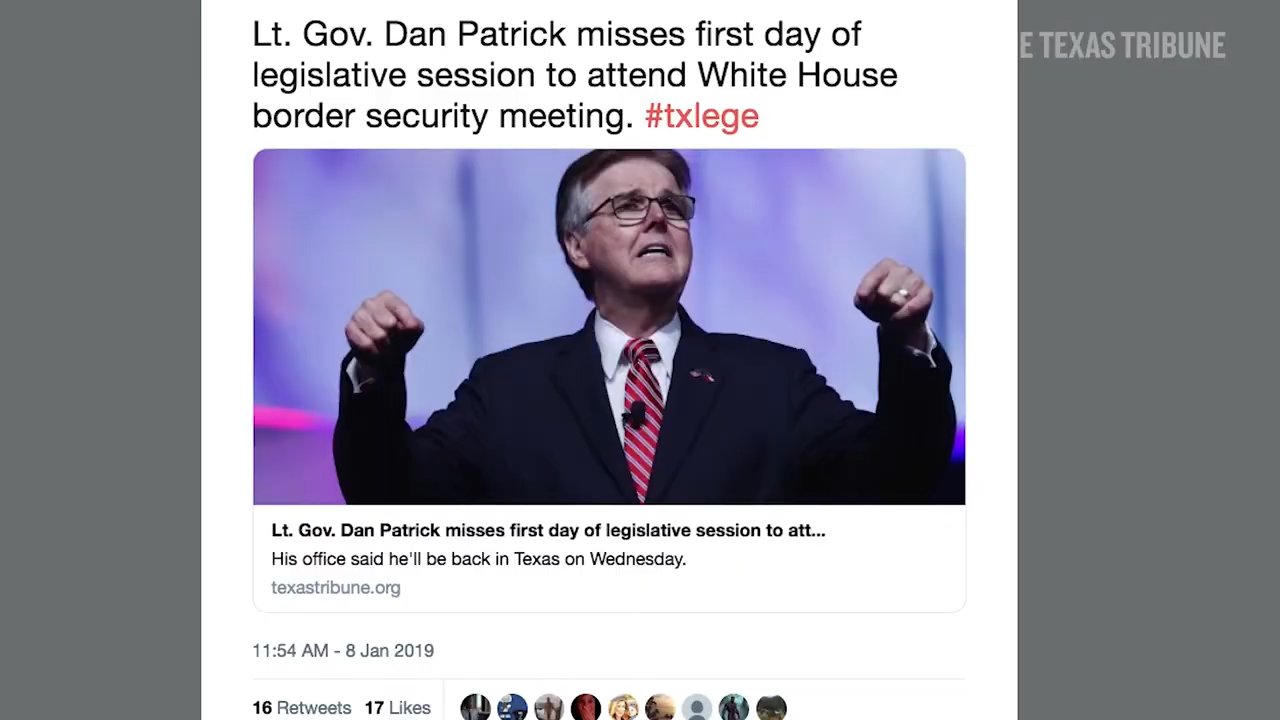 Lt. Gov. Dan Patrick misses first day of
legislative session to attend White House
border security meeting. #txlege
E TEXAS TRIBUNE
Lt. Gov. Dan Patrick misses first day of legislative session to att...
His office said he'll be back in Texas on Wednesday.
texastribune.org
11:54 AM - 8 Jan 2019
16 Retweets 17 Likes